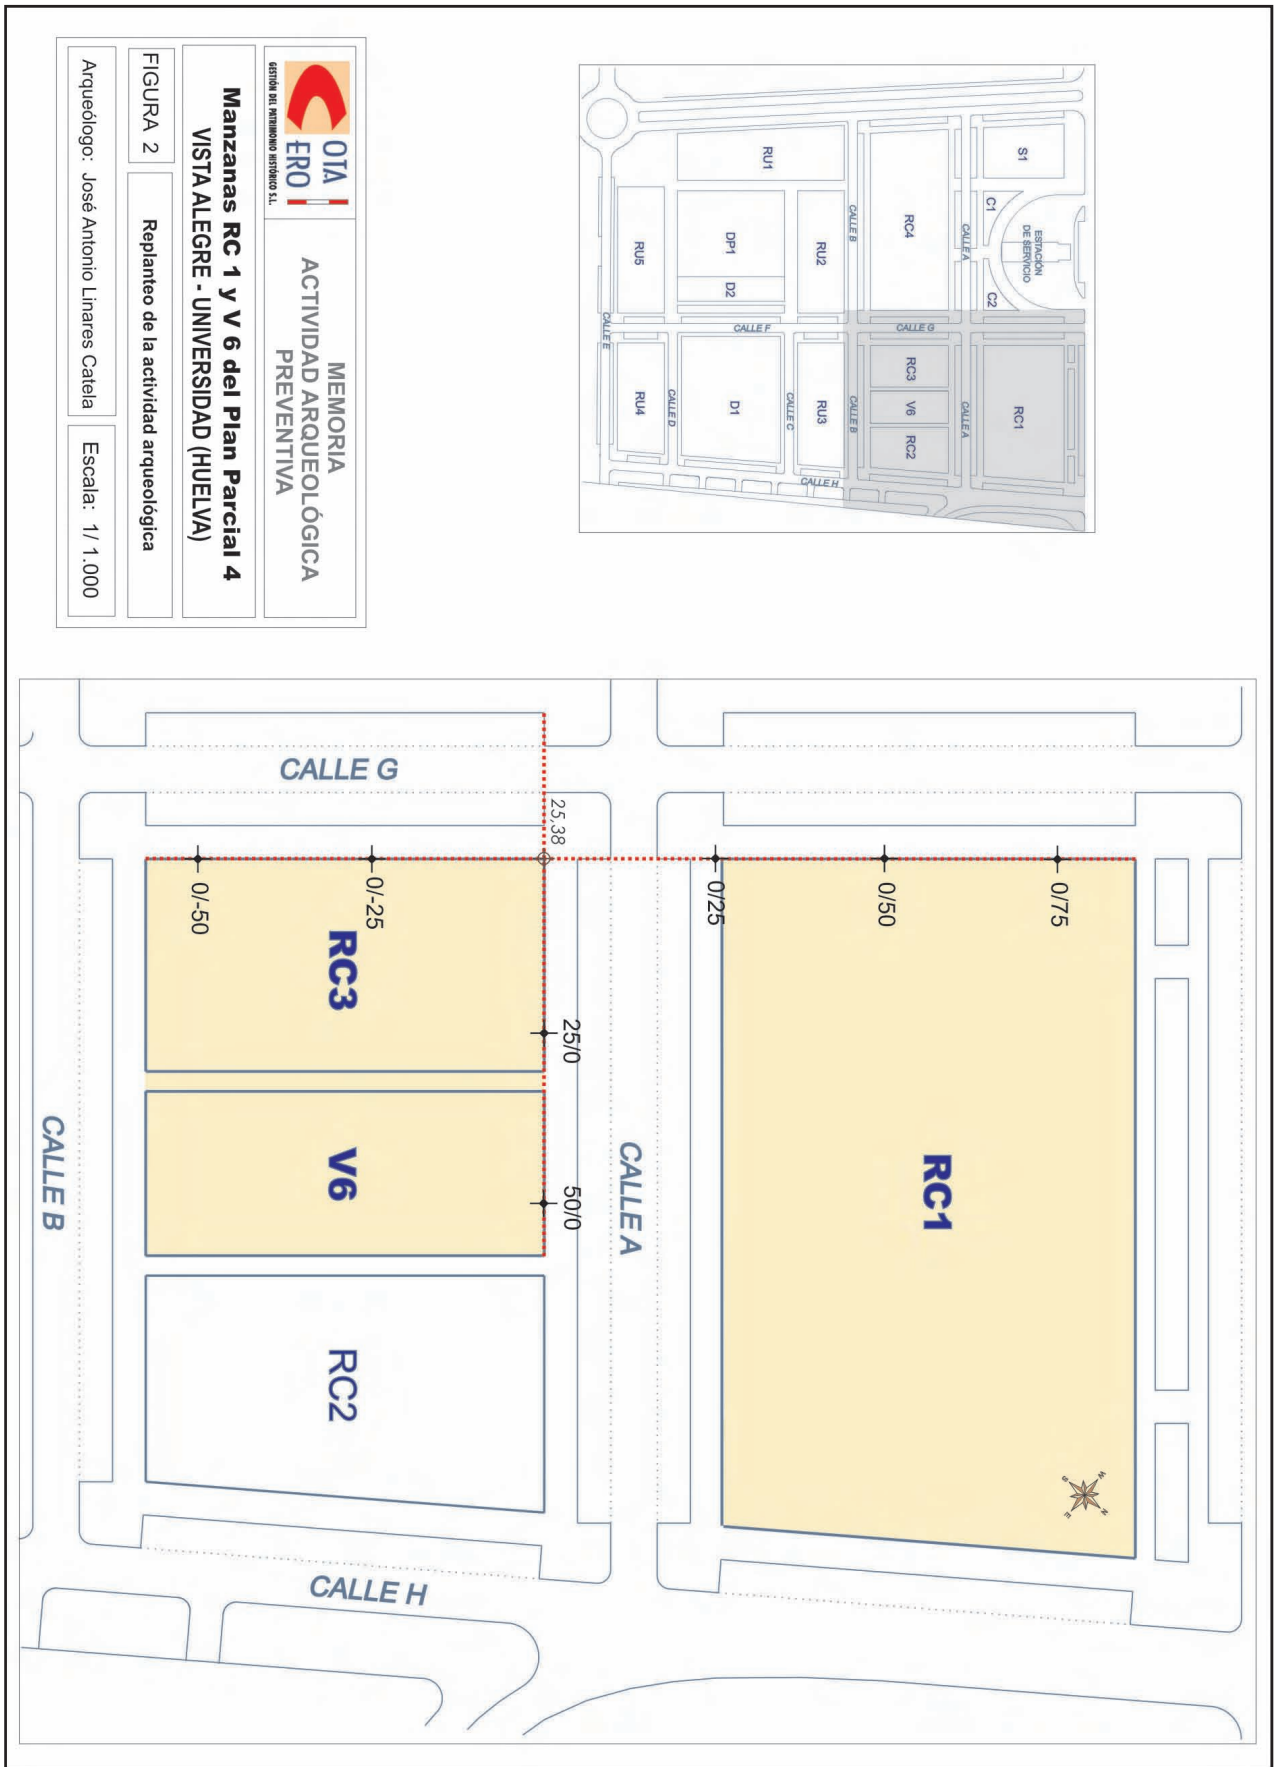 OTA
ERO
GESTIÓN DEL PATRIMONIO HISTÓRICO S.L.
MEMORIA
ACTIVIDAD ARQUEOLÓGICA
PREVENTIVA
Manzanas RC 1 y V 6 del Plan Parcial 4
VISTA ALEGRE - UNIVERSIDAD (HUELVA)
FIGURA 2
Replanteo de la actividad arqueológica
Arqueólogo: José Antonio Linares Catela
Escala: 1/ 1.000
S1
C1
ESTACIÓN
DE SERVICIO
C2
RC1
CALLE A
CALLE A
RC4
CALLE G
RC3
V6
RC2
CALLE B
CALLE B
RU1
RU2
RU3
CALLE H
CALLE C
DP1
D2
CALLE F
D1
CALLE D
RU5
RU4
CALLE E
0/75
0/50
0/25
RC1
N
E
S
W
CALLE A
25,38
25/0
50/0
CALLE G
0/-25
0/-50
RC3
V6
RC2
CALLE H
CALLE B